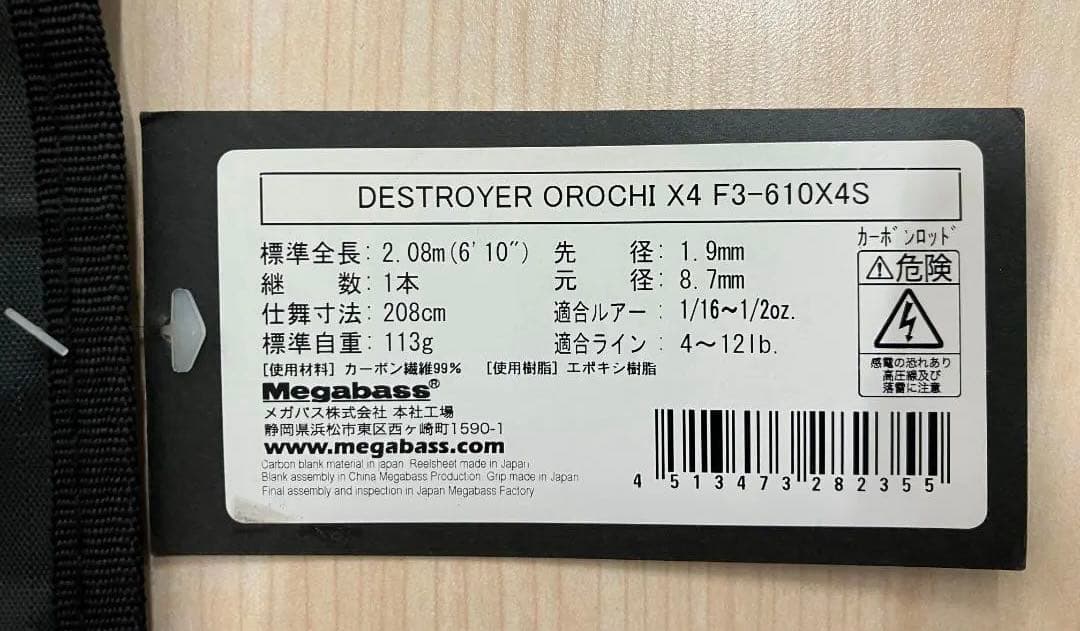 DESTROYER OROCHI X4 F3-610X4S
標準全長: 2.08m(6'10") 先　径: 1.9mm
継　数: 1本 元　径: 8.7mm
仕舞寸法: 208cm 適合ルアー: 1/16～1/2oz.
標準自重: 113g 適合ライン: 4～12lb.
[使用材料] カーボン繊維99% [使用樹脂] エポキシ樹脂
カーボンロッド
⚠危険
感電の恐れあり
高圧線及び
落雷に注意
Megabass®
メガバス株式会社 本社工場
静岡県浜松市東区西ヶ崎町1590-1
www.megabass.com
Carbon blank material in japan. Reelsheet made in Japan
Blank assembly in China Megabass Production. Grip made in Japan
Final assembly and inspection in Japan Megabass Factory
4 513473 282355